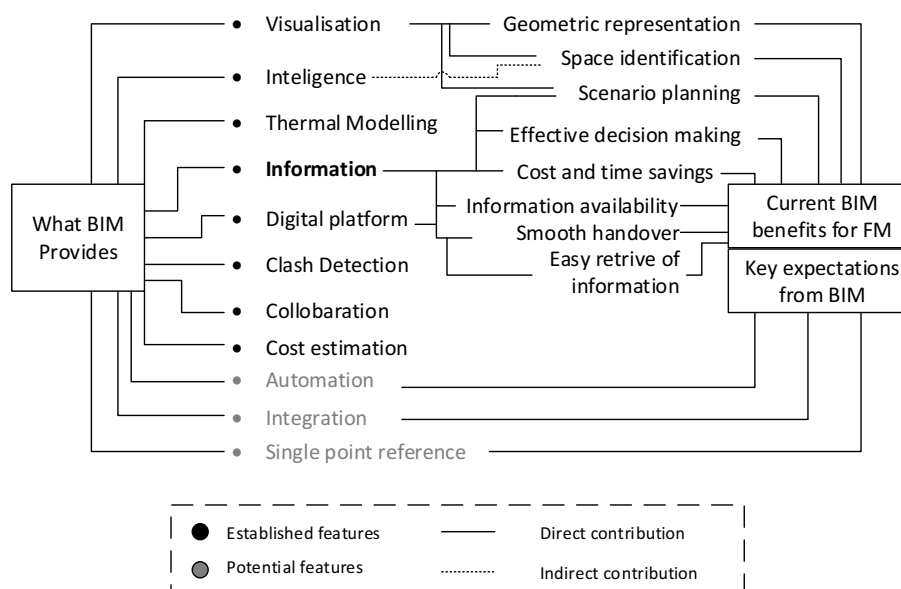 What BIM
Provides
Visualisation
Inteligence
Thermal Modelling
Information
Digital platform
Clash Detection
Collobaration
Cost estimation
Automation
Integration
Single point reference
Geometric representation
Space identification
Scenario planning
Effective decision making
Cost and time savings
Information availability
Smooth handover
Easy retrive of
information
Current BIM
benefits for FM
Key expectations
from BIM
Established features
Direct contribution
Potential features
Indirect contribution